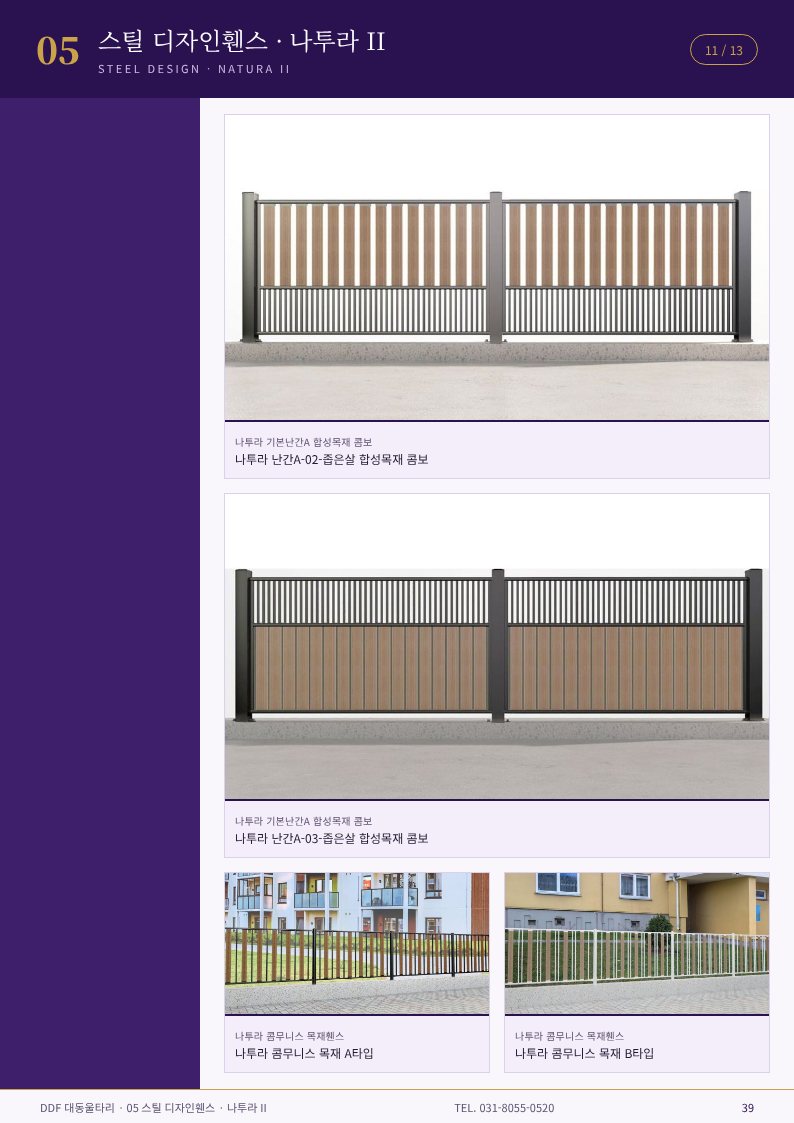 05
스틸 디자인휀스 · 나투라 II
STEEL DESIGN · NATURA II
11 / 13
나투라 기본난간A 합성목재 콤보
나투라 난간A-02-좁은살 합성목재 콤보
나투라 기본난간A 합성목재 콤보
나투라 난간A-03-좁은살 합성목재 콤보
나투라 콤무니스 목재휀스
나투라 콤무니스 목재 A타입
나투라 콤무니스 목재휀스
나투라 콤무니스 목재 B타입
DDF 대동울타리 · 05 스틸 디자인휀스 · 나투라 II
TEL. 031-8055-0520
39